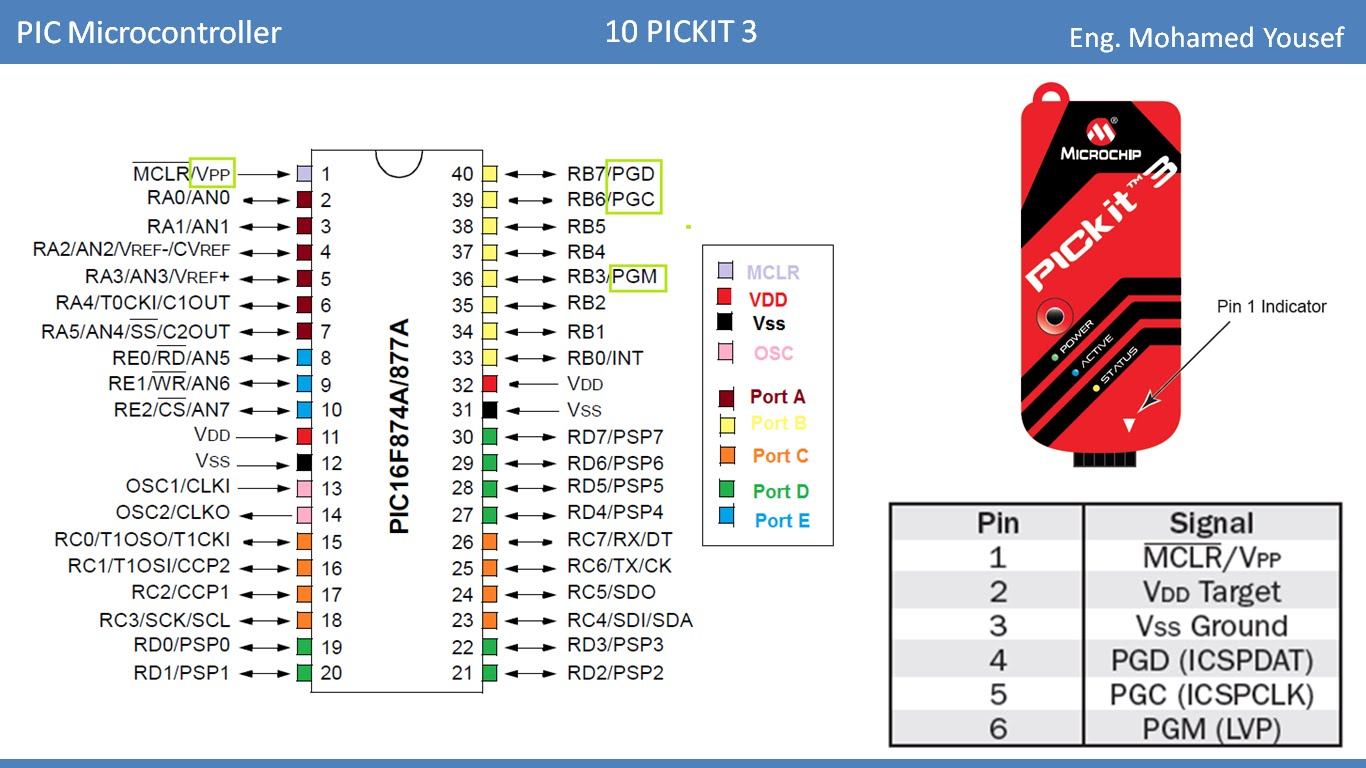 PIC Microcontroller
10 PICKIT 3
Eng. Mohamed Yousef
MCLR/VPP
RA0/AN0
RA1/AN1
RA2/AN2/VREF-/CVREF
RA3/AN3/VREF+
RA4/T0CKI/C1OUT
RA5/AN4/SS/C2OUT
RE0/RD/AN5
RE1/WR/AN6
RE2/CS/AN7
VDD
VSS
OSC1/CLKI
OSC2/CLKO
RC0/T1OSO/T1CKI
RC1/T1OSI/CCP2
RC2/CCP1
RC3/SCK/SCL
RD0/PSP0
RD1/PSP1
1
2
3
4
5
6
7
8
9
10
11
12
13
14
15
16
17
18
19
20
PIC16F874A/877A
40
39
38
37
36
35
34
33
32
31
30
29
28
27
26
25
24
23
22
21
RB7/PGD
RB6/PGC
RB5
RB4
RB3/PGM
RB2
RB1
RB0/INT
VDD
VSS
RD7/PSP7
RD6/PSP6
RD5/PSP5
RD4/PSP4
RC7/RX/DT
RC6/TX/CK
RC5/SDO
RC4/SDI/SDA
RD3/PSP3
RD2/PSP2
MCLR
VDD
Vss
OSC
Port A
Port B
Port C
Port D
Port E
MICROCHIP
PICkit™ 3
POWER
ACTIVE
STATUS
Pin 1 Indicator
Pin Signal
1 MCLR/VPP
2 VDD Target
3 VSS Ground
4 PGD (ICSPDAT)
5 PGC (ICSPCLK)
6 PGM (LVP)